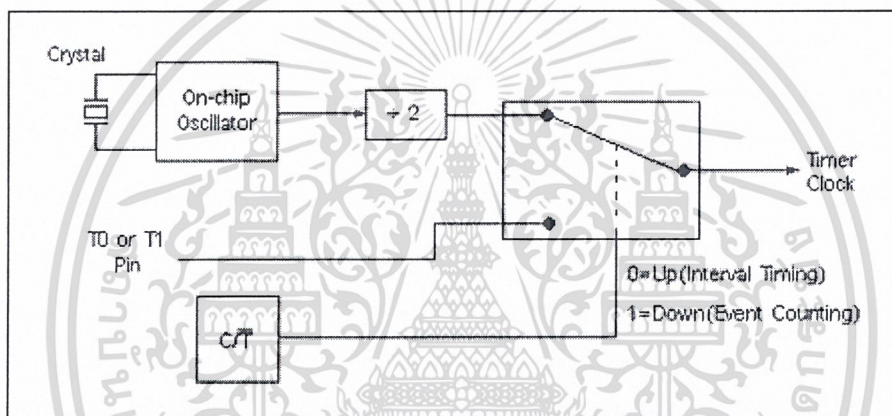 Crystal
On-chip
Oscillator
÷ 2
Timer
Clock
T0 or T1
Pin
0=Up(Interval Timing)
1=Down(Event Counting)
C/T̅